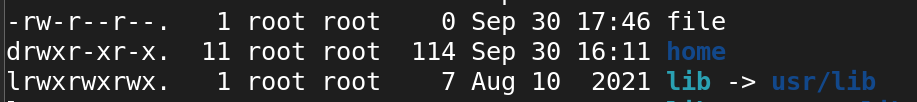 -rw-r--r--.   1 root root    0 Sep 30 17:46 file
drwxr-xr-x.  11 root root  114 Sep 30 16:11 home
lrwxrwxrwx.   1 root root    7 Aug 10  2021 lib -> usr/lib